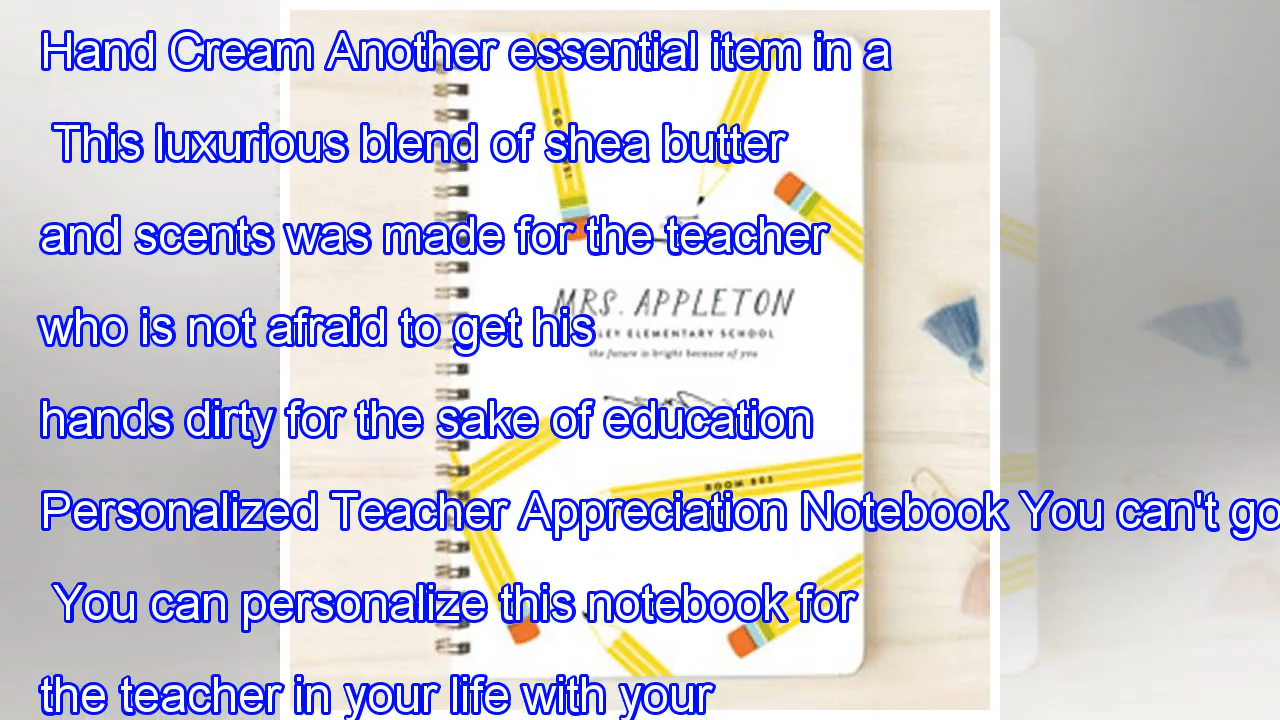 Hand Cream Another essential item in a
This luxurious blend of shea butter
and scents was made for the teacher
who is not afraid to get his
hands dirty for the sake of education
Personalized Teacher Appreciation Notebook You can't go
You can personalize this notebook for
the teacher in your life with your
MRS. APPLETON
LEY ELEMENTARY SCHOOL
the future is bright because of you
ROOM 803